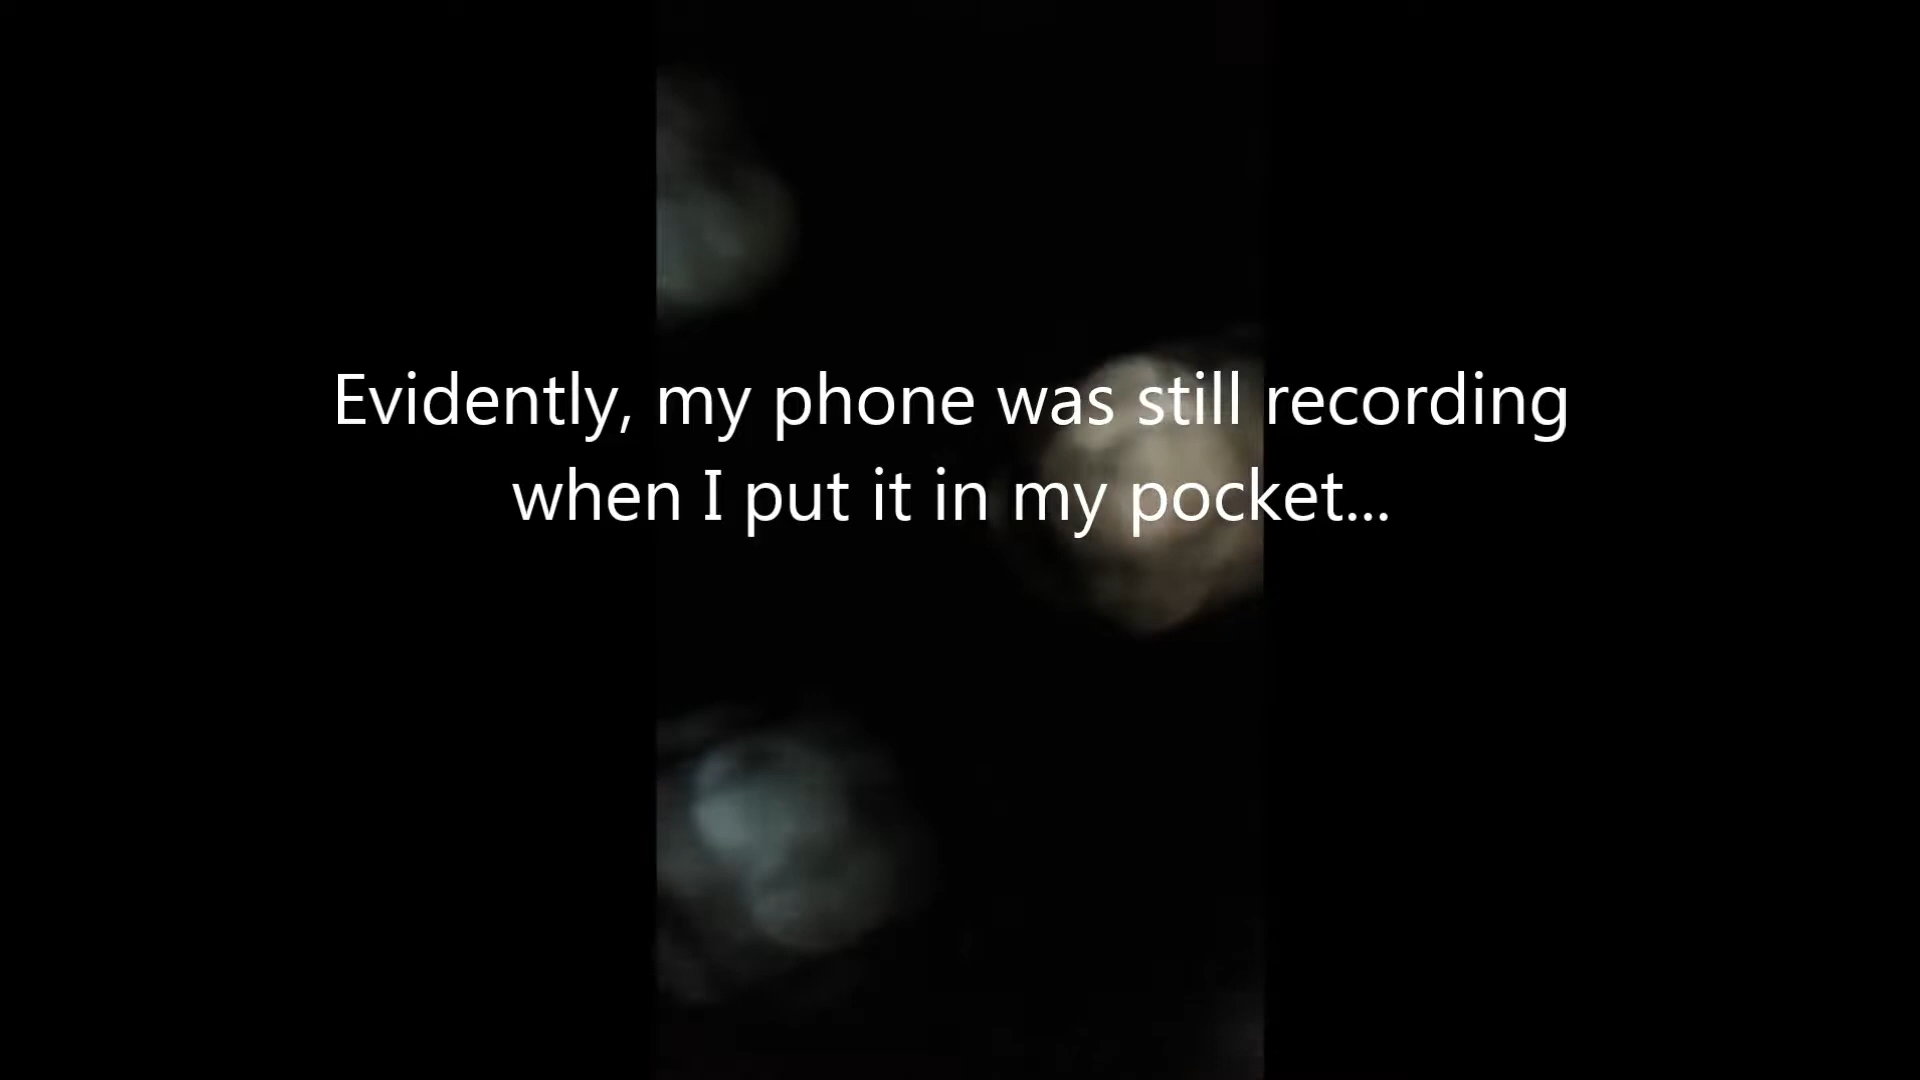 Evidently, my phone was still recording
when I put it in my pocket...